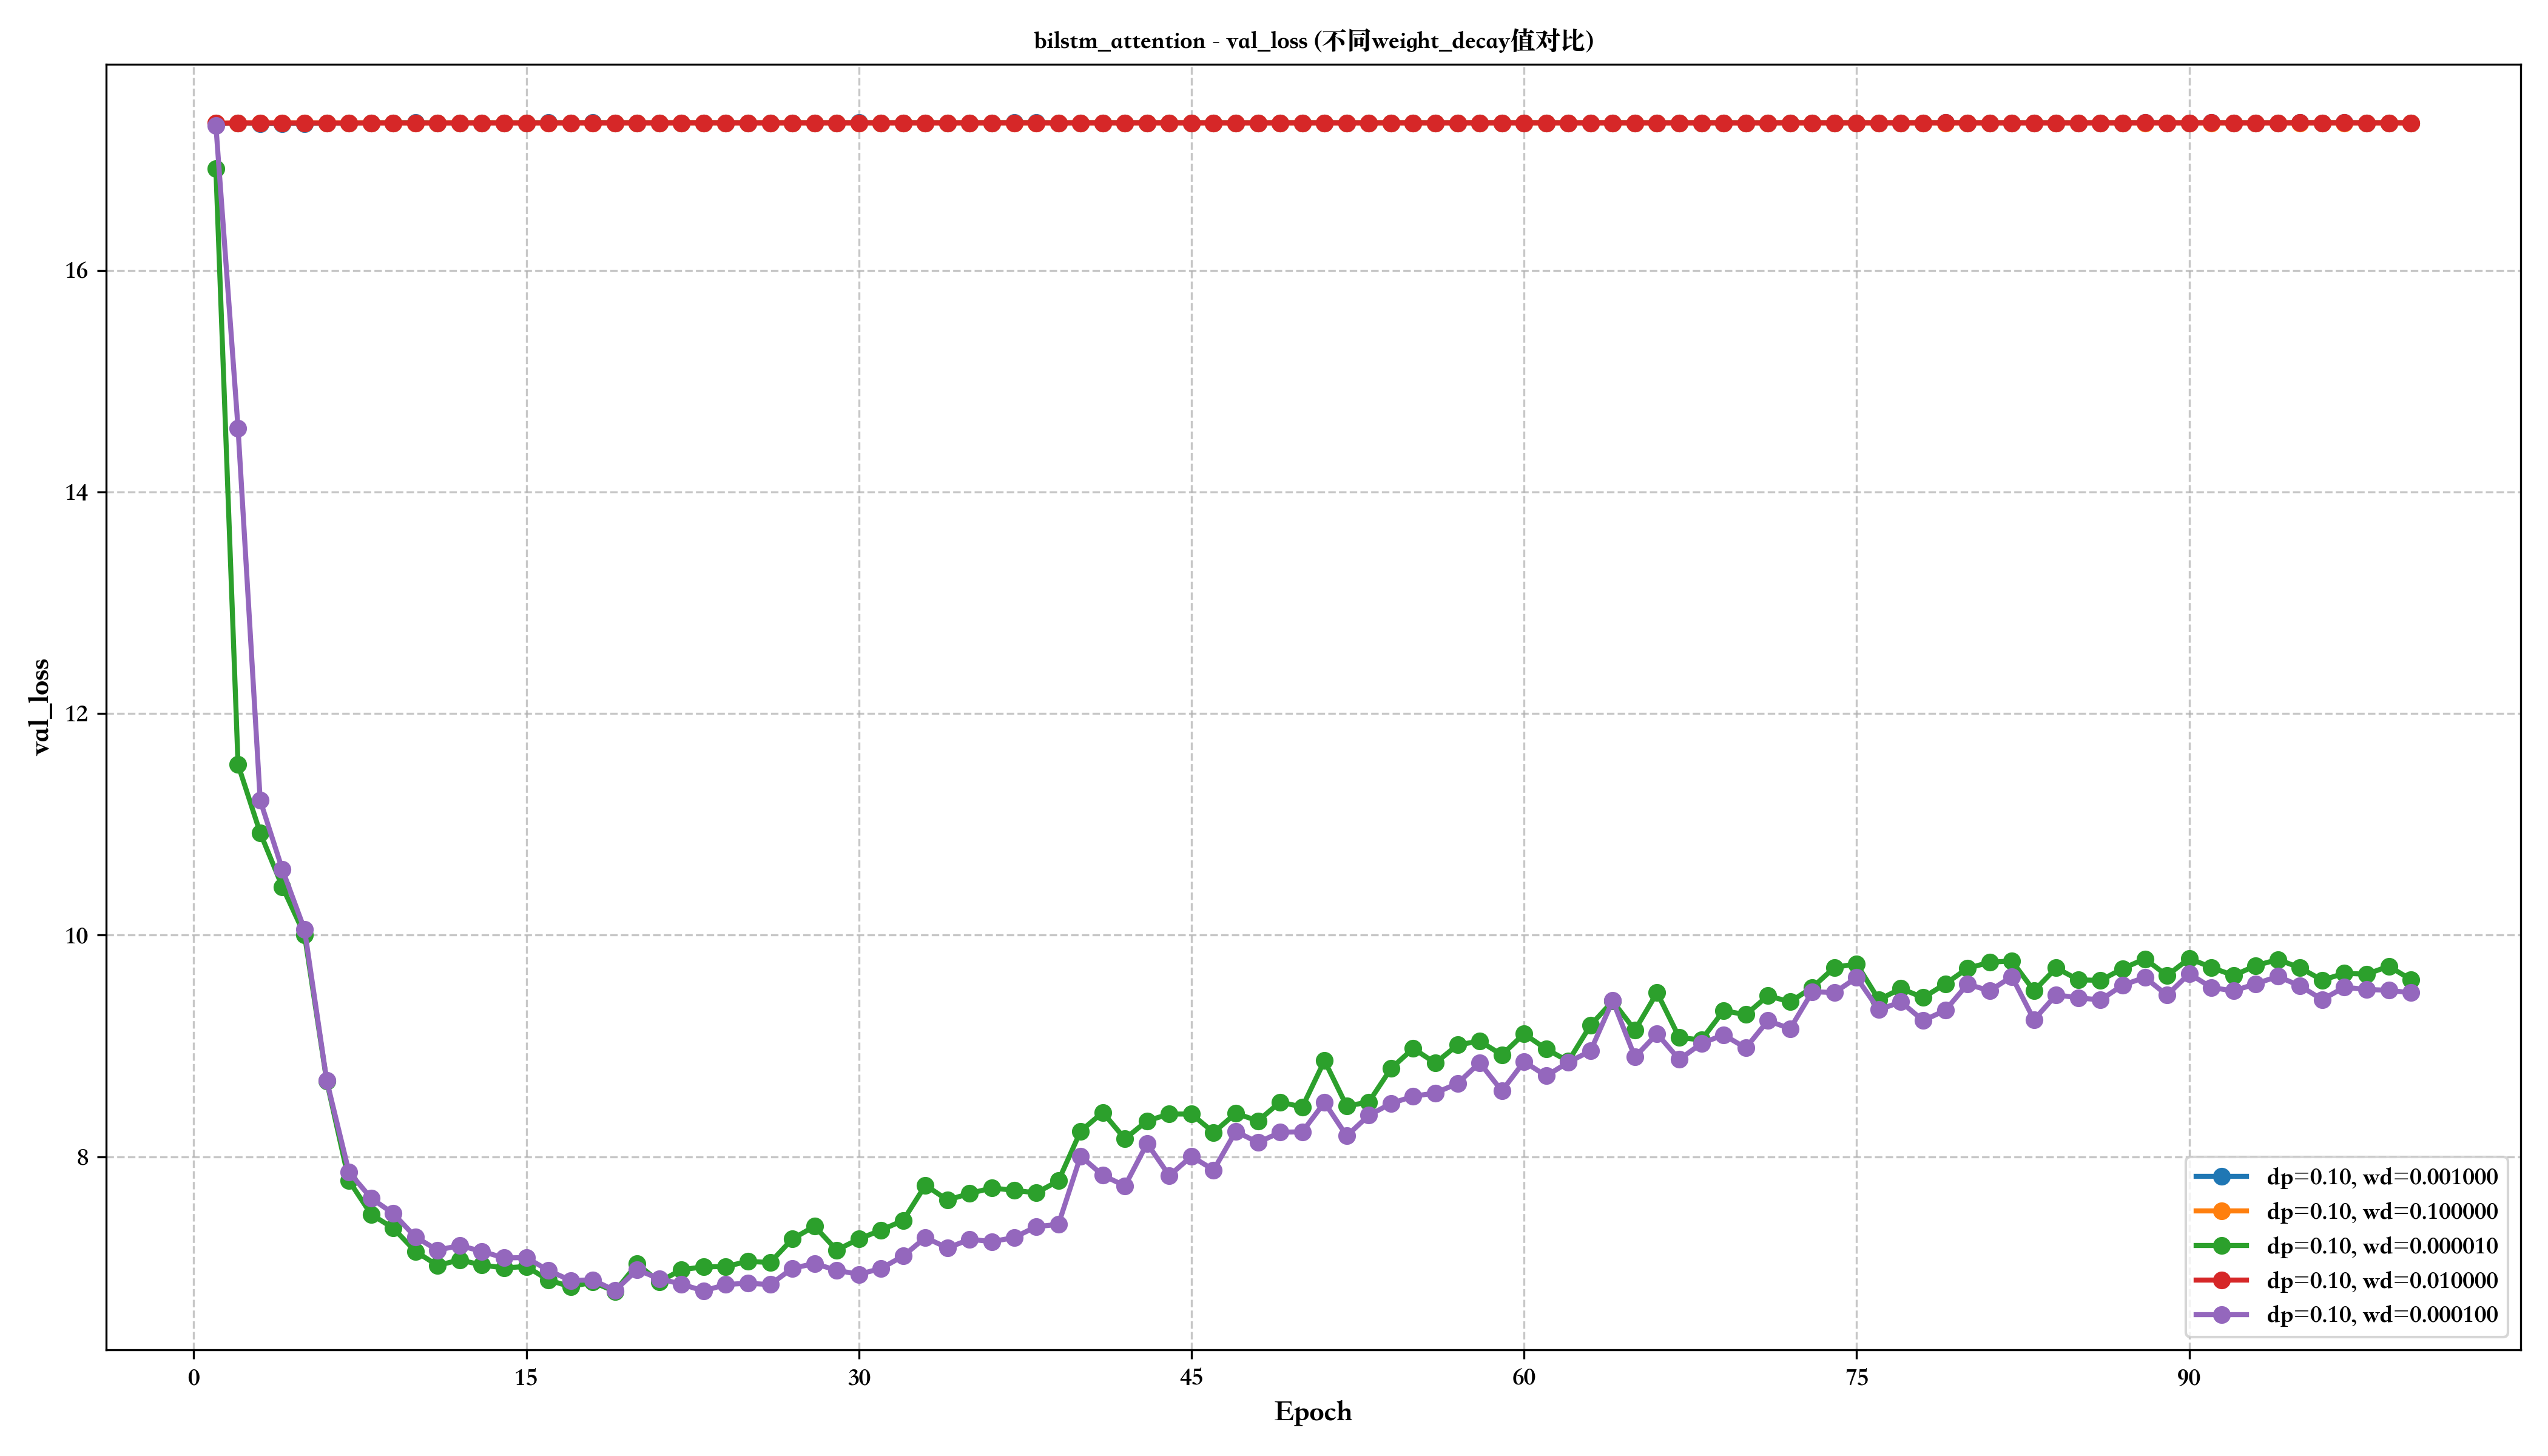 bilstm_attention - val_loss (不同weight_decay值对比)
val_loss
16
14
12
10
8
0 15 30 45 60 75 90
Epoch
dp=0.10, wd=0.001000
dp=0.10, wd=0.100000
dp=0.10, wd=0.000010
dp=0.10, wd=0.010000
dp=0.10, wd=0.000100